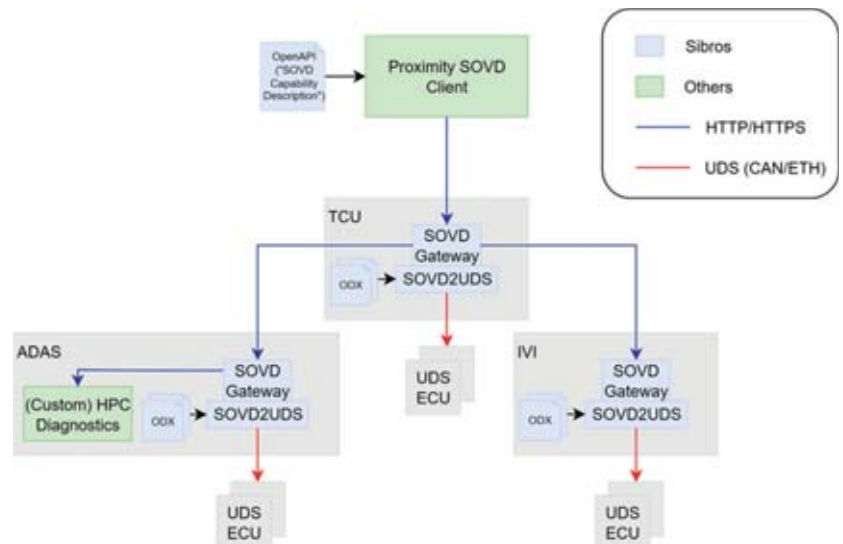 OpenAPI
("SOVD
Capability
Description")
Proximity SOVD
Client
Sibros
Others
HTTP/HTTPS
UDS (CAN/ETH)
TCU
SOVD
Gateway
ODX
SOVD2UDS
UDS
ECU
ADAS
SOVD
Gateway
(Custom) HPC
Diagnostics
ODX
SOVD2UDS
UDS
ECU
IVI
SOVD
Gateway
ODX
SOVD2UDS
UDS
ECU